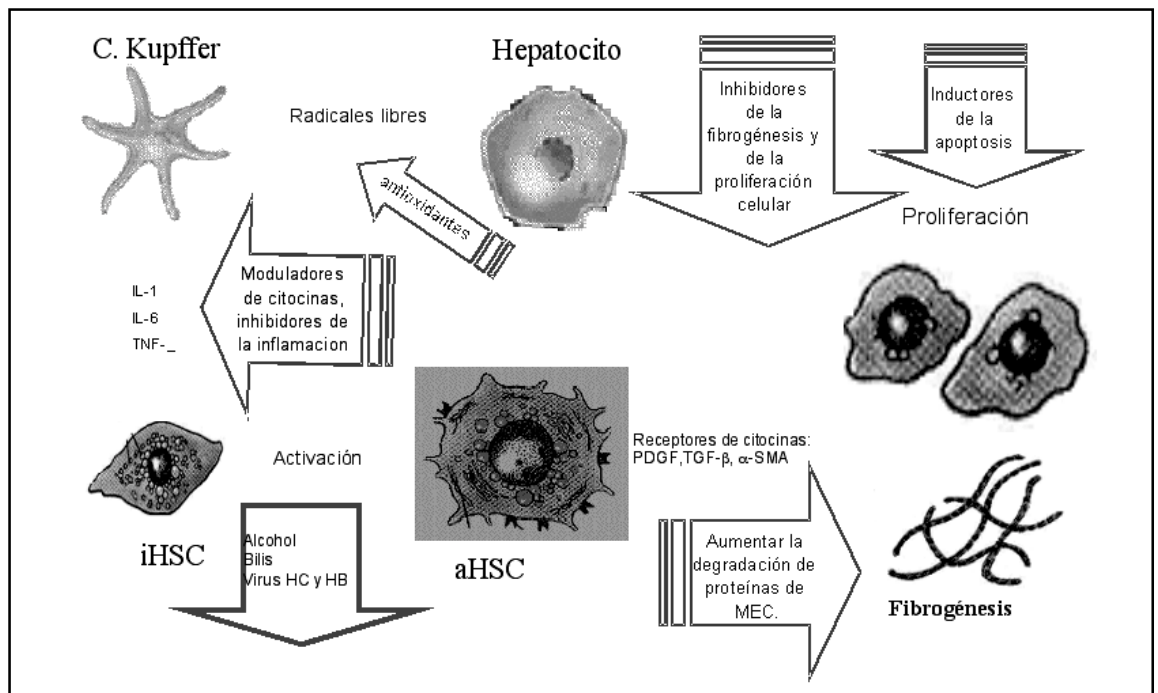 C. Kupffer
Hepatocito
Radicales libres
antioxidantes
Inhibidores
de la
fibrogénesis y
de la
proliferación
celular
Inductores
de la
apoptosis
Proliferación
IL-1
IL-6
TNF-_
Moduladores
de citocinas,
inhibidores de
la inflamacion
iHSC
Activación
Alcohol
Bilis
Virus HC y HB
aHSC
Receptores de citocinas:
PDGF,TGF-β, α-SMA
Aumentar la
degradación de
proteínas de
MEC.
Fibrogénesis